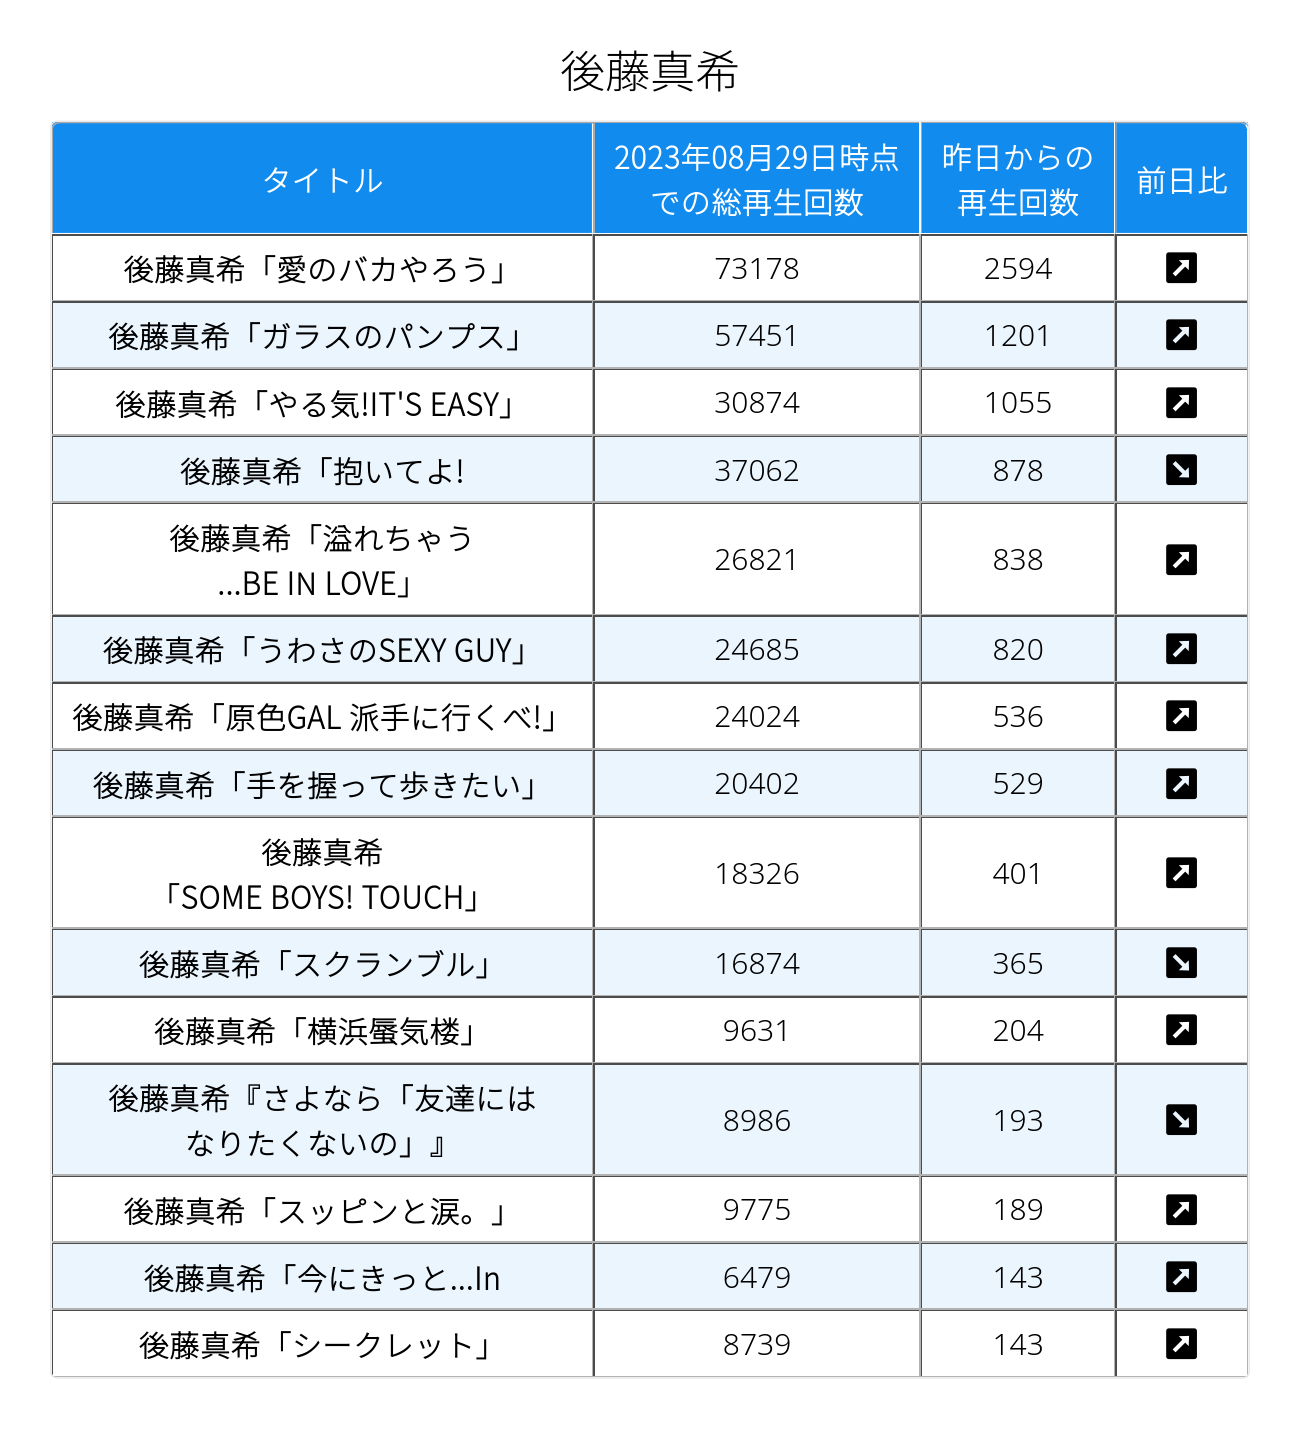 後藤真希
タイトル
2023年08月29日時点
での総再生回数
昨日からの
再生回数
前日比
後藤真希「愛のバカやろう」 73178 2594
後藤真希「ガラスのパンプス」 57451 1201
後藤真希「やる気!IT'S EASY」 30874 1055
後藤真希「抱いてよ! 37062 878
後藤真希「溢れちゃう
...BE IN LOVE」 26821 838
後藤真希「うわさのSEXY GUY」 24685 820
後藤真希「原色GAL 派手に行くべ!」 24024 536
後藤真希「手を握って歩きたい」 20402 529
後藤真希
「SOME BOYS! TOUCH」 18326 401
後藤真希「スクランブル」 16874 365
後藤真希「横浜蜃気楼」 9631 204
後藤真希『さよなら「友達には
なりたくないの」』 8986 193
後藤真希「スッピンと涙。」 9775 189
後藤真希「今にきっと...In 6479 143
後藤真希「シークレット」 8739 143